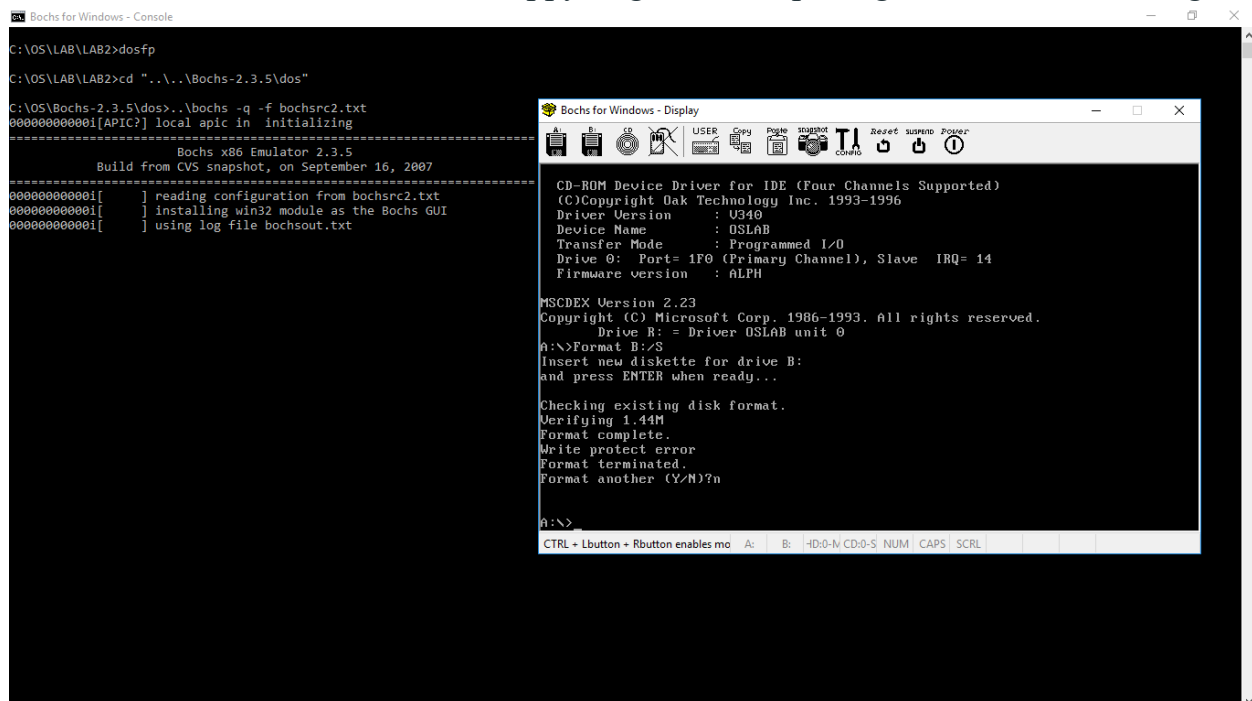 Bochs for Windows - Console
C:\OS\LAB\LAB2>dosfp
C:\OS\LAB\LAB2>cd "..\..\Bochs-2.3.5\dos"
C:\OS\Bochs-2.3.5\dos>..\bochs -q -f bochsrc2.txt
00000000000i[APIC?] local apic in  initializing
========================================================================
Bochs x86 Emulator 2.3.5
Build from CVS snapshot, on September 16, 2007
========================================================================
00000000000i[     ] reading configuration from bochsrc2.txt
00000000000i[     ] installing win32 module as the Bochs GUI
00000000000i[     ] using log file bochsout.txt
Bochs for Windows - Display
A: B: CD USER Copy Paste snapshot CONFIG Reset SUSPEND Power
CD-ROM Device Driver for IDE (Four Channels Supported)
(C)Copyright Oak Technology Inc. 1993-1996
Driver Version     : V340
Device Name        : OSLAB
Transfer Mode      : Programmed I/O
Drive 0:  Port= 1F0 (Primary Channel), Slave  IRQ= 14
Firmware version   : ALPH
MSCDEX Version 2.23
Copyright (C) Microsoft Corp. 1986-1993. All rights reserved.
Drive R: = Driver OSLAB unit 0
A:\>Format B:/S
Insert new diskette for drive B:
and press ENTER when ready...
Checking existing disk format.
Verifying 1.44M
Format complete.
Write protect error
Format terminated.
Format another (Y/N)?n
A:\>_
CTRL + Lbutton + Rbutton enables mo A: B: HD:0-M CD:0-S NUM CAPS SCRL